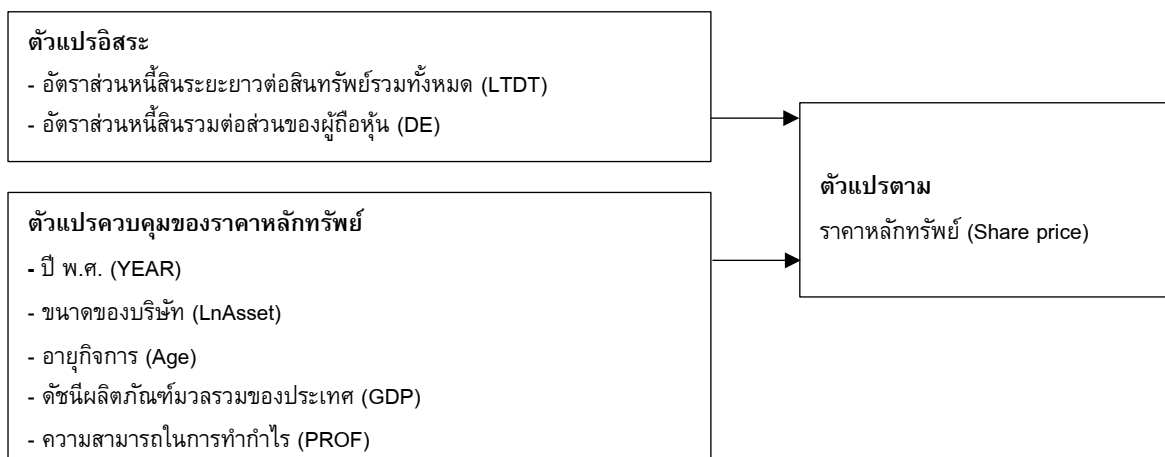 ตัวแปรอิสระ
- อัตราส่วนหนี้สินระยะยาวต่อสินทรัพย์รวมทั้งหมด (LTDT)
- อัตราส่วนหนี้สินรวมต่อส่วนของผู้ถือหุ้น (DE)
ตัวแปรควบคุมของราคาหลักทรัพย์
- ปี พ.ศ. (YEAR)
- ขนาดของบริษัท (LnAsset)
- อายุกิจการ (Age)
- ดัชนีผลิตภัณฑ์มวลรวมของประเทศ (GDP)
- ความสามารถในการทำกำไร (PROF)
ตัวแปรตาม
ราคาหลักทรัพย์ (Share price)